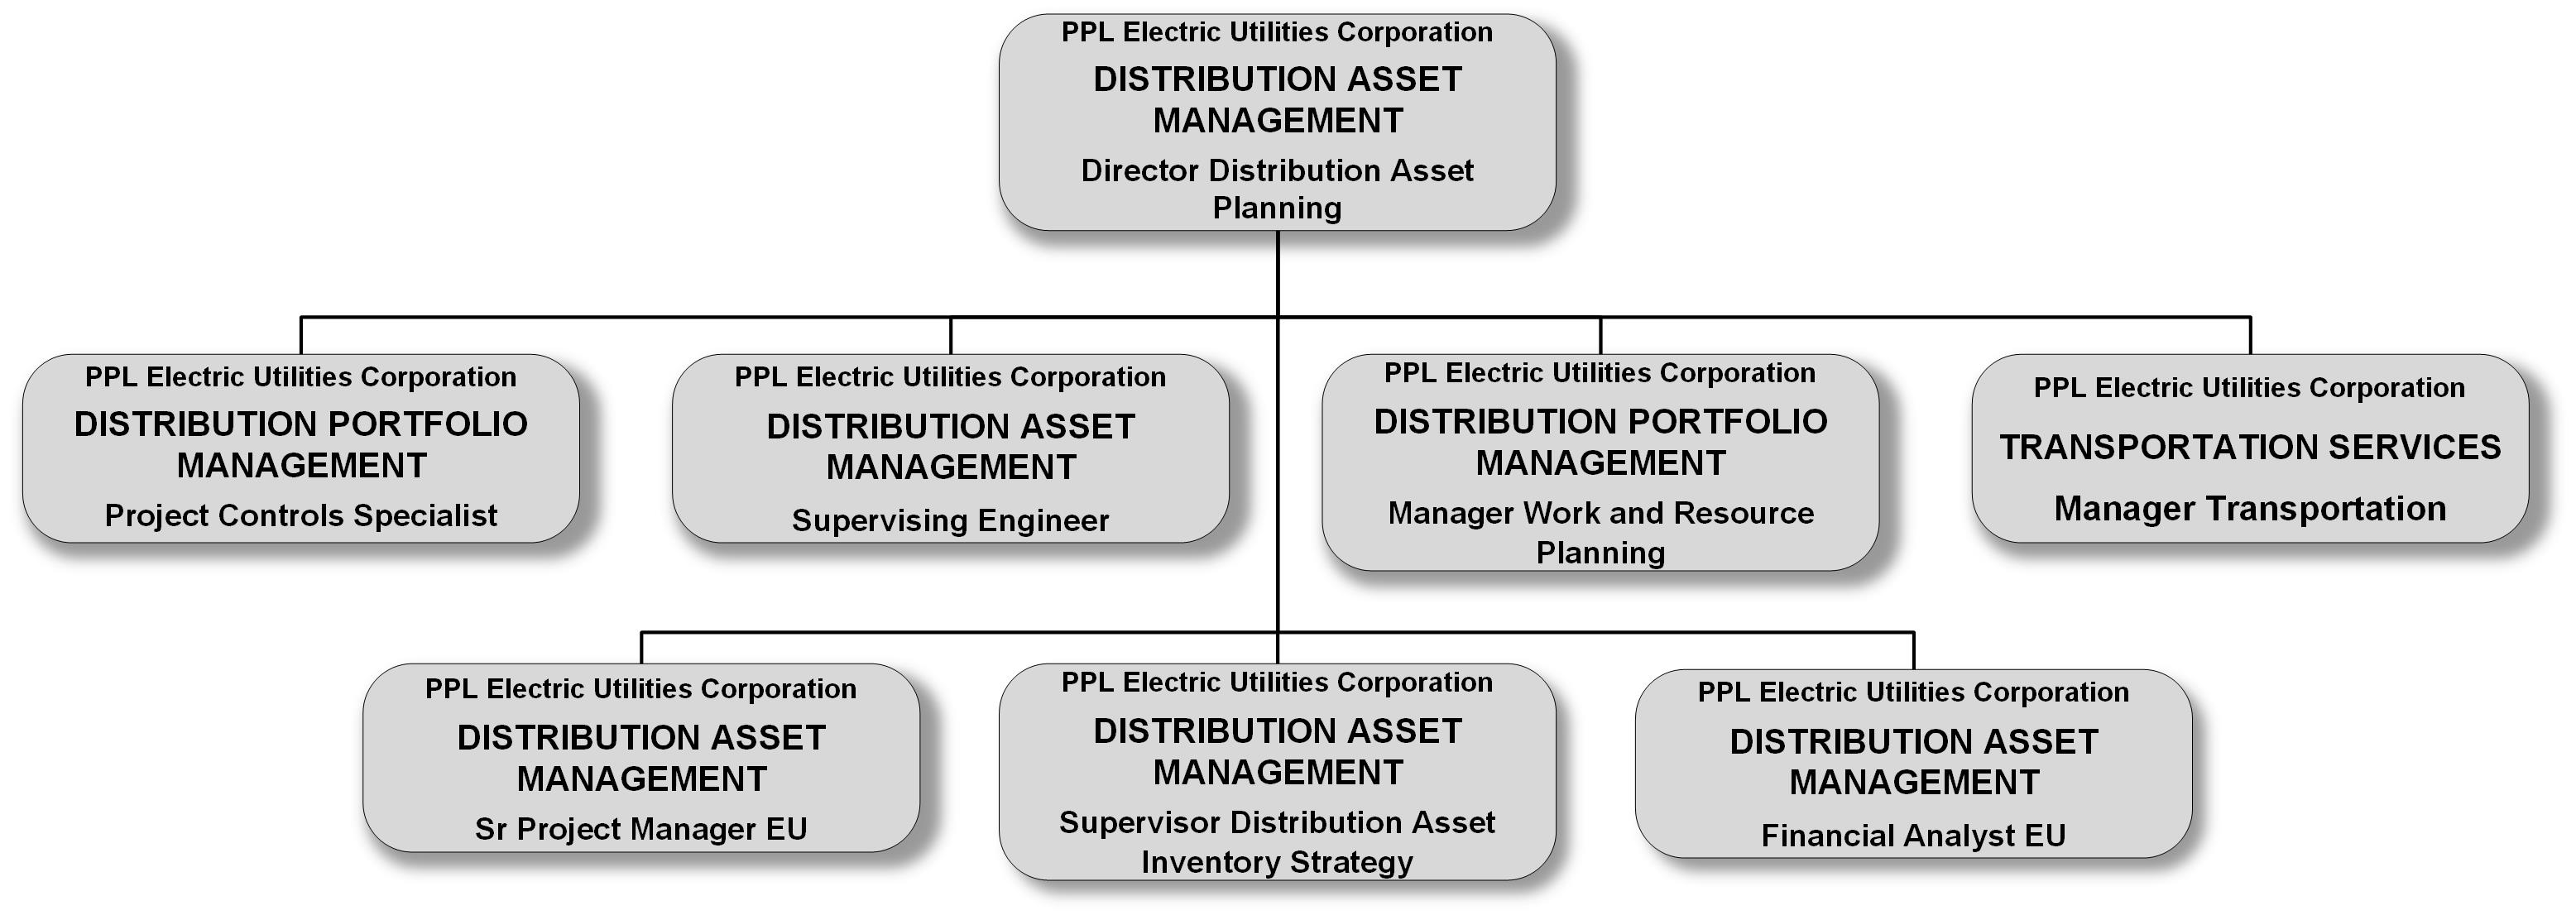 PPL Electric Utilities Corporation
DISTRIBUTION ASSET
MANAGEMENT
Director Distribution Asset
Planning
PPL Electric Utilities Corporation
DISTRIBUTION PORTFOLIO
MANAGEMENT
Project Controls Specialist
PPL Electric Utilities Corporation
DISTRIBUTION ASSET
MANAGEMENT
Supervising Engineer
PPL Electric Utilities Corporation
DISTRIBUTION PORTFOLIO
MANAGEMENT
Manager Work and Resource
Planning
PPL Electric Utilities Corporation
TRANSPORTATION SERVICES
Manager Transportation
PPL Electric Utilities Corporation
DISTRIBUTION ASSET
MANAGEMENT
Sr Project Manager EU
PPL Electric Utilities Corporation
DISTRIBUTION ASSET
MANAGEMENT
Supervisor Distribution Asset
Inventory Strategy
PPL Electric Utilities Corporation
DISTRIBUTION ASSET
MANAGEMENT
Financial Analyst EU